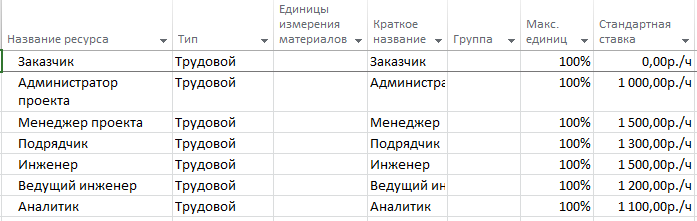 Название ресурса Тип Единицы измерения материалов Краткое название Группа Макс. единиц Стандартная ставка
Заказчик Трудовой Заказчик 100% 0,00р./ч
Администратор проекта Трудовой Администра 100% 1 000,00р./ч
Менеджер проекта Трудовой Менеджер 100% 1 500,00р./ч
Подрядчик Трудовой Подрядчик 100% 1 300,00р./ч
Инженер Трудовой Инженер 100% 1 500,00р./ч
Ведущий инженер Трудовой Ведущий ин 100% 1 200,00р./ч
Аналитик Трудовой Аналитик 100% 1 100,00р./ч